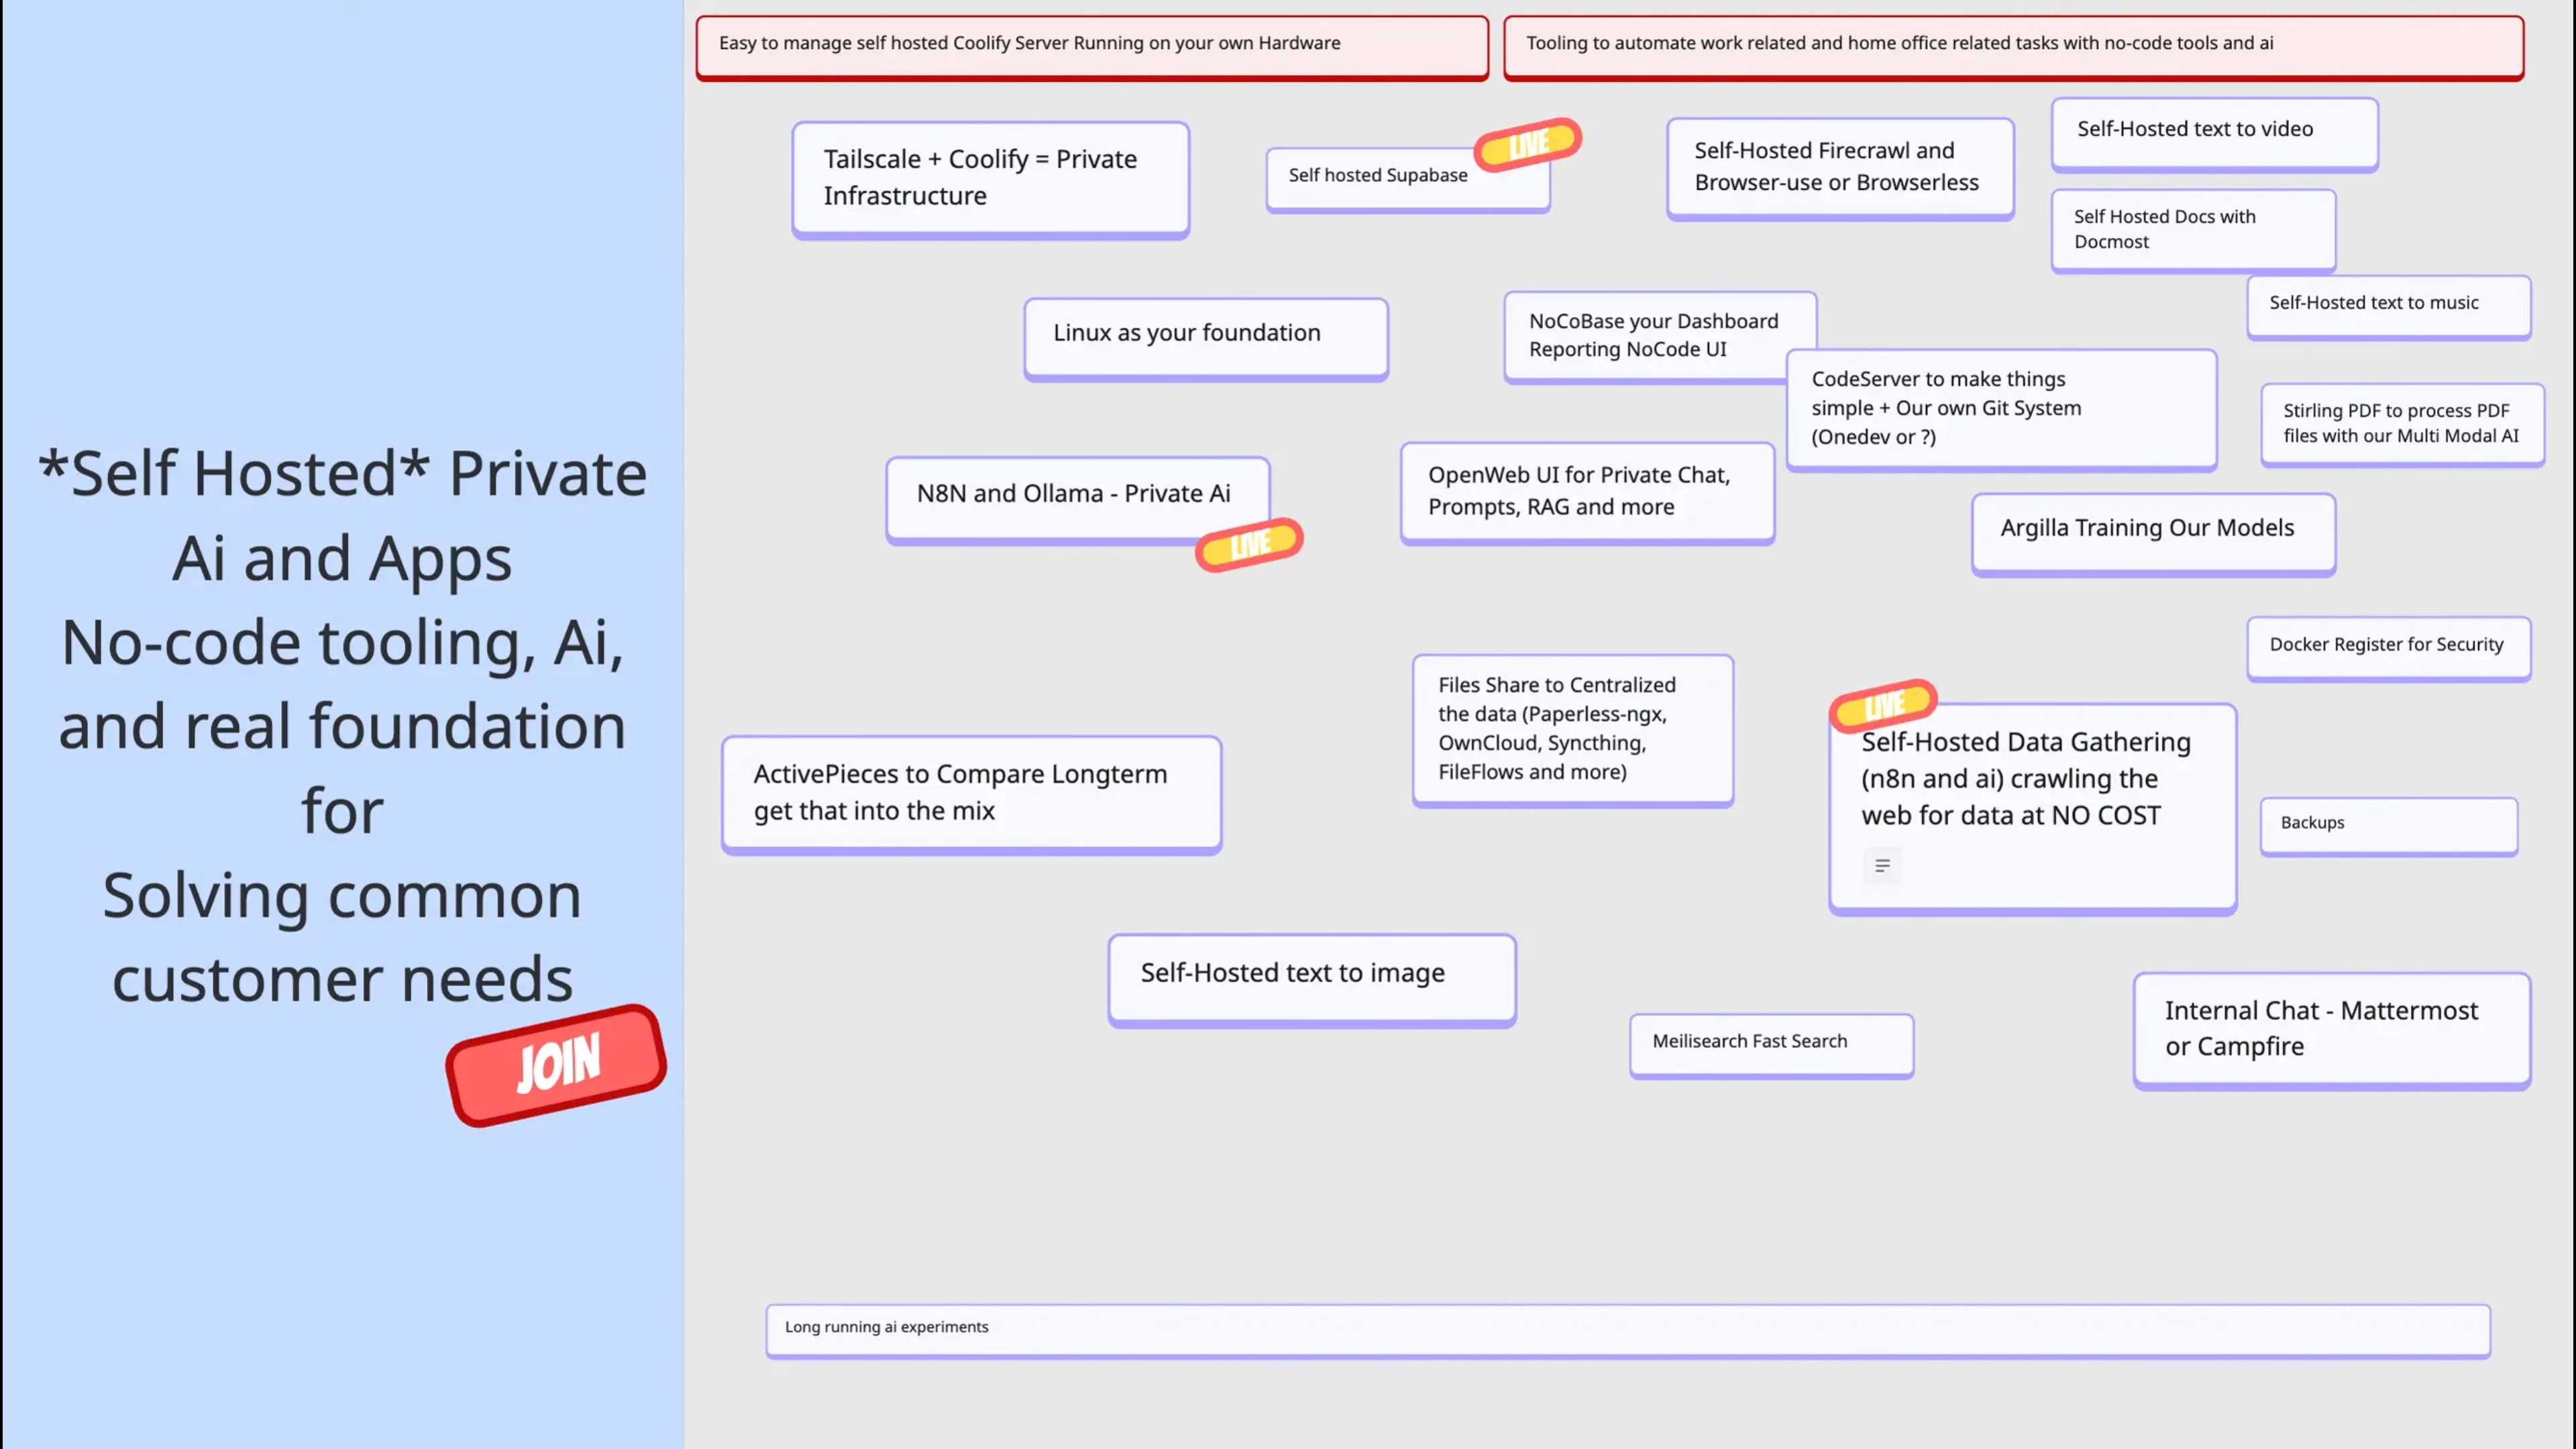 *Self Hosted* Private
Ai and Apps
No-code tooling, Ai,
and real foundation
for
Solving common
customer needs
JOIN
Easy to manage self hosted Coolify Server Running on your own Hardware
Tooling to automate work related and home office related tasks with no-code tools and ai
Tailscale + Coolify = Private
Infrastructure
LIVE
Self hosted Supabase
Self-Hosted Firecrawl and
Browser-use or Browserless
Self-Hosted text to video
Self Hosted Docs with
Docmost
Self-Hosted text to music
Linux as your foundation
NoCoBase your Dashboard
Reporting NoCode UI
CodeServer to make things
simple + Our own Git System
(Onedev or ?)
Stirling PDF to process PDF
files with our Multi Modal AI
N8N and Ollama - Private Ai
LIVE
OpenWeb UI for Private Chat,
Prompts, RAG and more
Argilla Training Our Models
Docker Register for Security
Files Share to Centralized
the data (Paperless-ngx,
OwnCloud, Syncthing,
FileFlows and more)
LIVE
Self-Hosted Data Gathering
(n8n and ai) crawling the
web for data at NO COST
ActivePieces to Compare Longterm
get that into the mix
Backups
Self-Hosted text to image
Meilisearch Fast Search
Internal Chat - Mattermost
or Campfire
Long running ai experiments